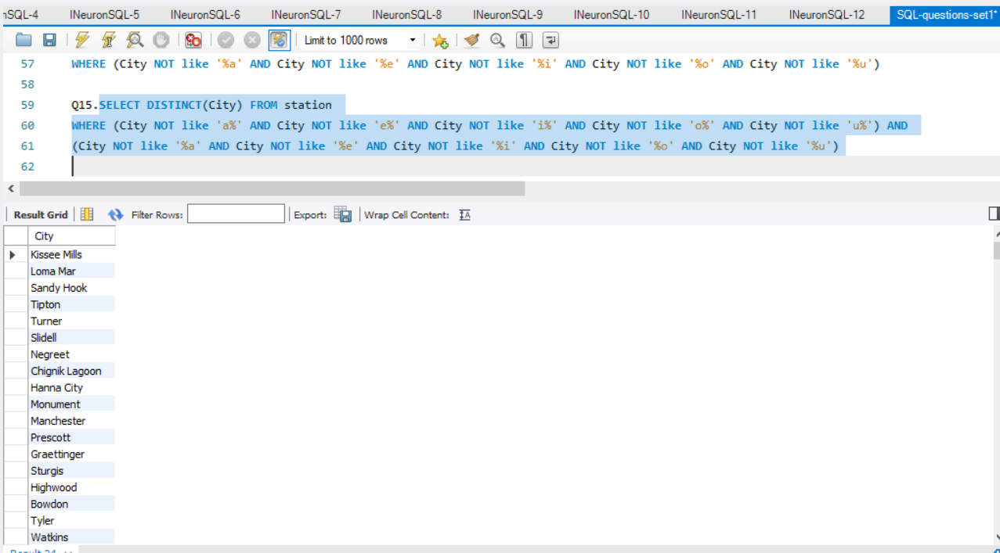 ıSQL-4 INeuronSQL-5 INeuronSQL-6 INeuronSQL-7 INeuronSQL-8 INeuronSQL-9 INeuronSQL-10 INeuronSQL-11 INeuronSQL-12 SQL-questions-set1*
Limit to 1000 rows
57 WHERE (City NOT like '%a' AND City NOT like '%e' AND City NOT like '%i' AND City NOT like '%o' AND City NOT like '%u')
58
59 Q15.SELECT DISTINCT(City) FROM station
60 WHERE (City NOT like 'a%' AND City NOT like 'e%' AND City NOT like 'i%' AND City NOT like 'o%' AND City NOT like 'u%') AND
61 (City NOT like '%a' AND City NOT like '%e' AND City NOT like '%i' AND City NOT like '%o' AND City NOT like '%u')
62
Result Grid Filter Rows: Export: Wrap Cell Content: IA
City
Kissee Mills
Loma Mar
Sandy Hook
Tipton
Turner
Slidell
Negreet
Chignik Lagoon
Hanna City
Monument
Manchester
Prescott
Graettinger
Sturgis
Highwood
Bowdon
Tyler
Watkins